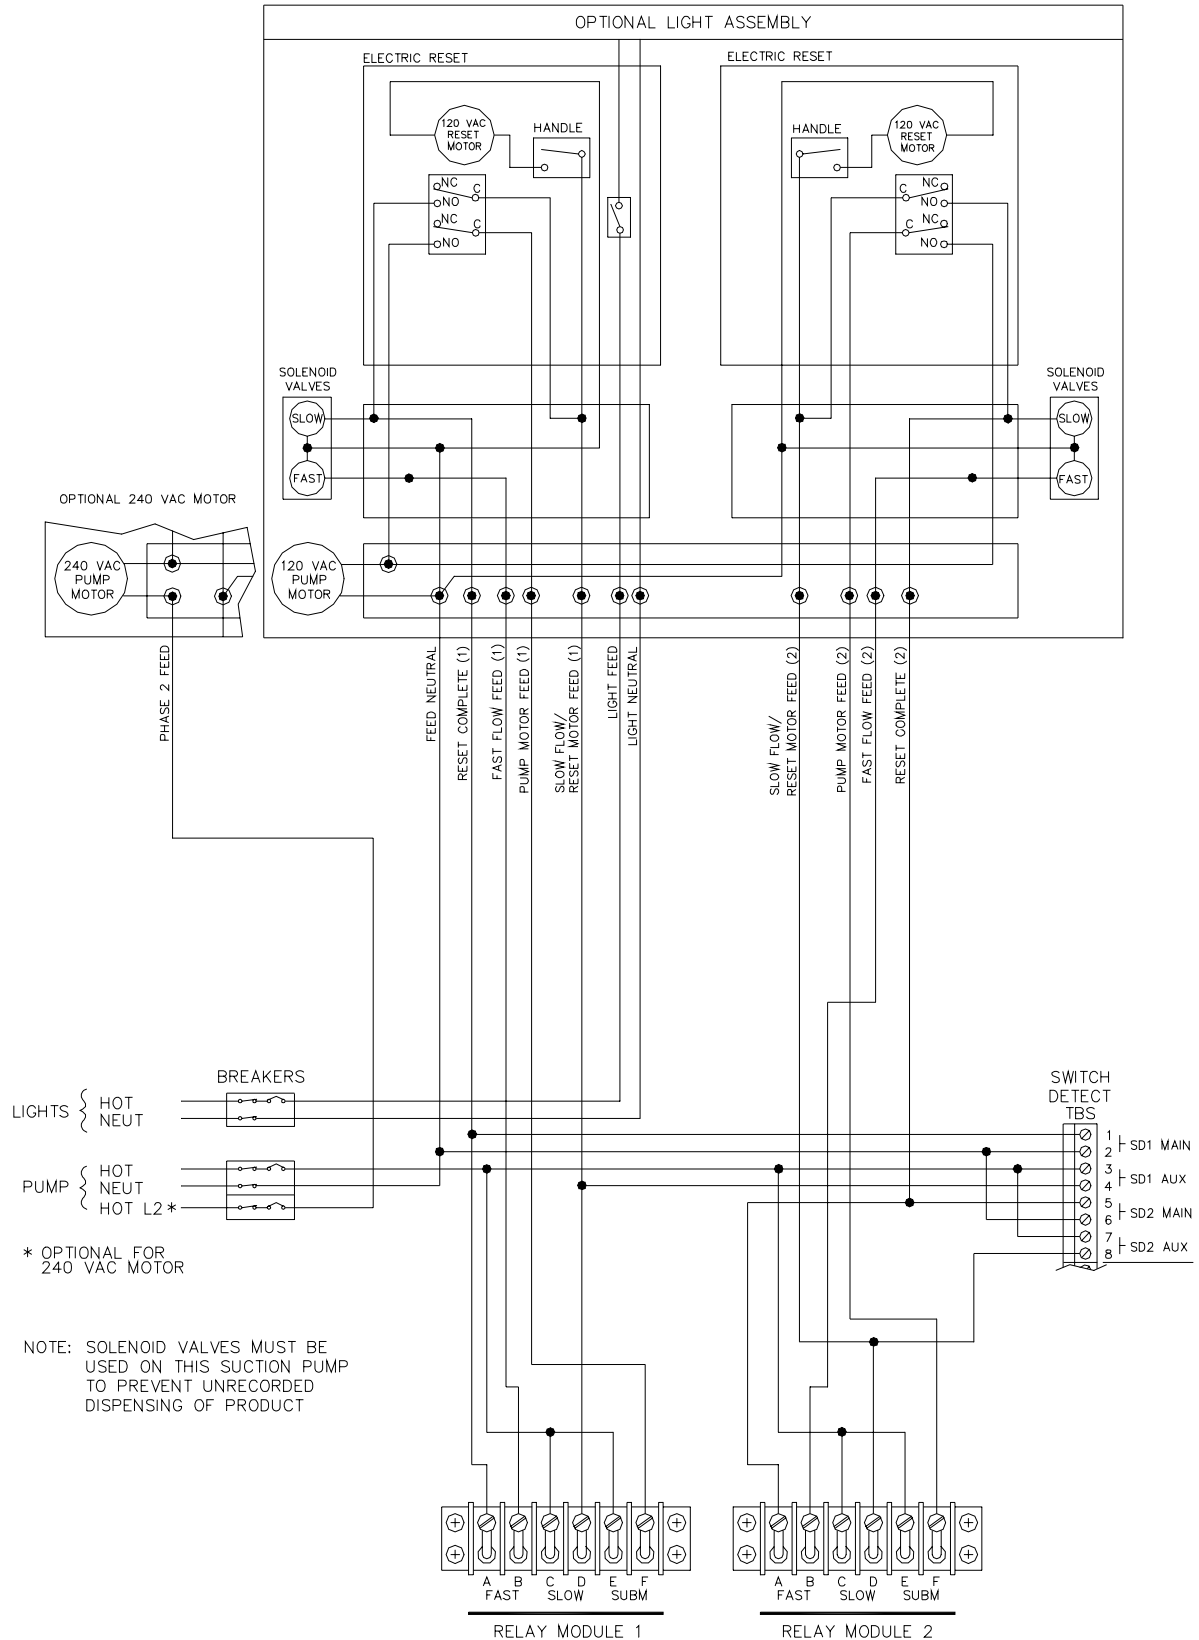 OPTIONAL LIGHT ASSEMBLY
ELECTRIC RESET
ELECTRIC RESET
120 VAC
RESET
MOTOR
HANDLE
HANDLE
120 VAC
RESET
MOTOR
NC
C
NO
NC
C
NO
C
NC
NO
C
NC
NO
SOLENOID
VALVES
SLOW
FAST
SOLENOID
VALVES
SLOW
FAST
OPTIONAL 240 VAC MOTOR
240 VAC
PUMP
MOTOR
120 VAC
PUMP
MOTOR
PHASE 2 FEED
FEED NEUTRAL
RESET COMPLETE (1)
FAST FLOW FEED (1)
PUMP MOTOR FEED (1)
SLOW FLOW/
RESET MOTOR FEED (1)
LIGHT FEED
LIGHT NEUTRAL
SLOW FLOW/
RESET MOTOR FEED (2)
PUMP MOTOR FEED (2)
FAST FLOW FEED (2)
RESET COMPLETE (2)
BREAKERS
LIGHTS
HOT
NEUT
PUMP
HOT
NEUT
HOT L2 *
* OPTIONAL FOR
240 VAC MOTOR
SWITCH
DETECT
TBS
1
2
SD1 MAIN
3
4
SD1 AUX
5
6
SD2 MAIN
7
8
SD2 AUX
NOTE: SOLENOID VALVES MUST BE
USED ON THIS SUCTION PUMP
TO PREVENT UNRECORDED
DISPENSING OF PRODUCT
A B C D E F
FAST SLOW SUBM
RELAY MODULE 1
A B C D E F
FAST SLOW SUBM
RELAY MODULE 2